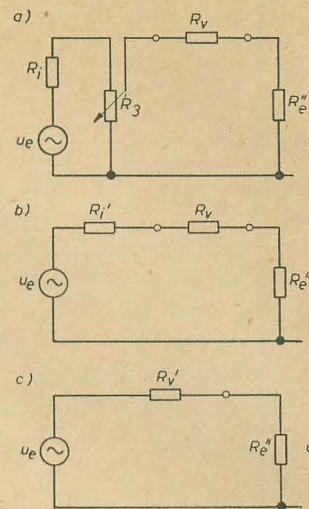 a)
R_v
R_i
R_3
R_e''
u_e
b)
R_i'
R_v
u_e
R_e''
c)
R_v'
u_e
R_e''